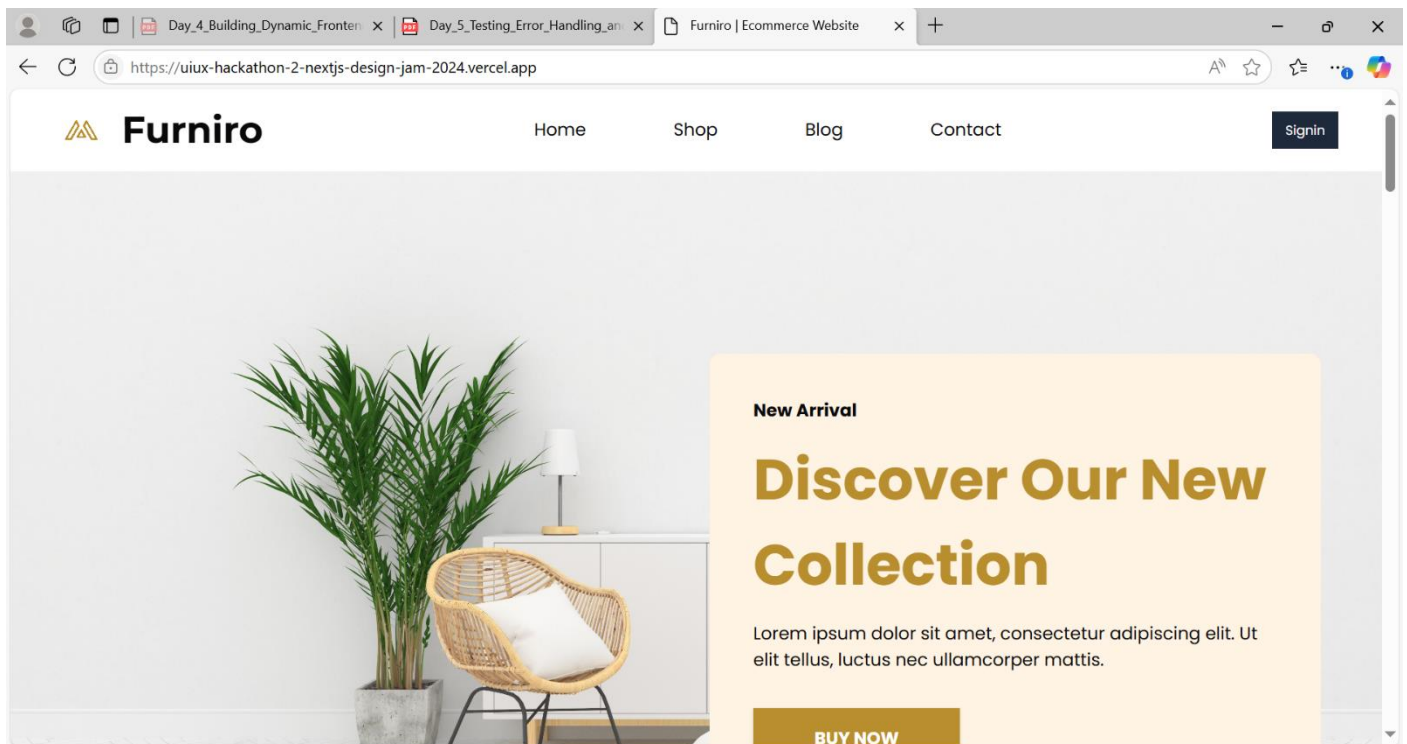 Day_4_Building_Dynamic_Fronten
Day_5_Testing_Error_Handling_an
Furniro | Ecommerce Website
https://uiux-hackathon-2-nextjs-design-jam-2024.vercel.app
Furniro
Home
Shop
Blog
Contact
Signin
New Arrival
Discover Our New
Collection
Lorem ipsum dolor sit amet, consectetur adipiscing elit. Ut
elit tellus, luctus nec ullamcorper mattis.
BUY NOW